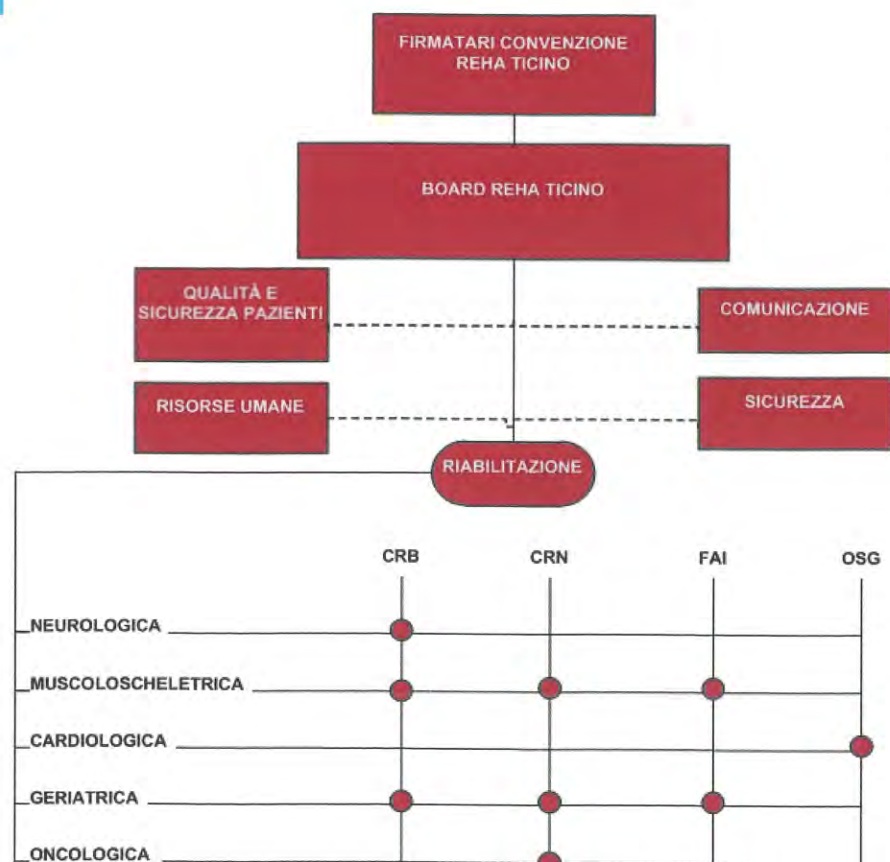 FIRMATARI CONVENZIONE
REHA TICINO
BOARD REHA TICINO
QUALITÀ E
SICUREZZA PAZIENTI
COMUNICAZIONE
RISORSE UMANE
SICUREZZA
RIABILITAZIONE
CRB CRN FAI OSG
NEUROLOGICA
MUSCOLOSCHELETRICA
CARDIOLOGICA
GERIATRICA
ONCOLOGICA